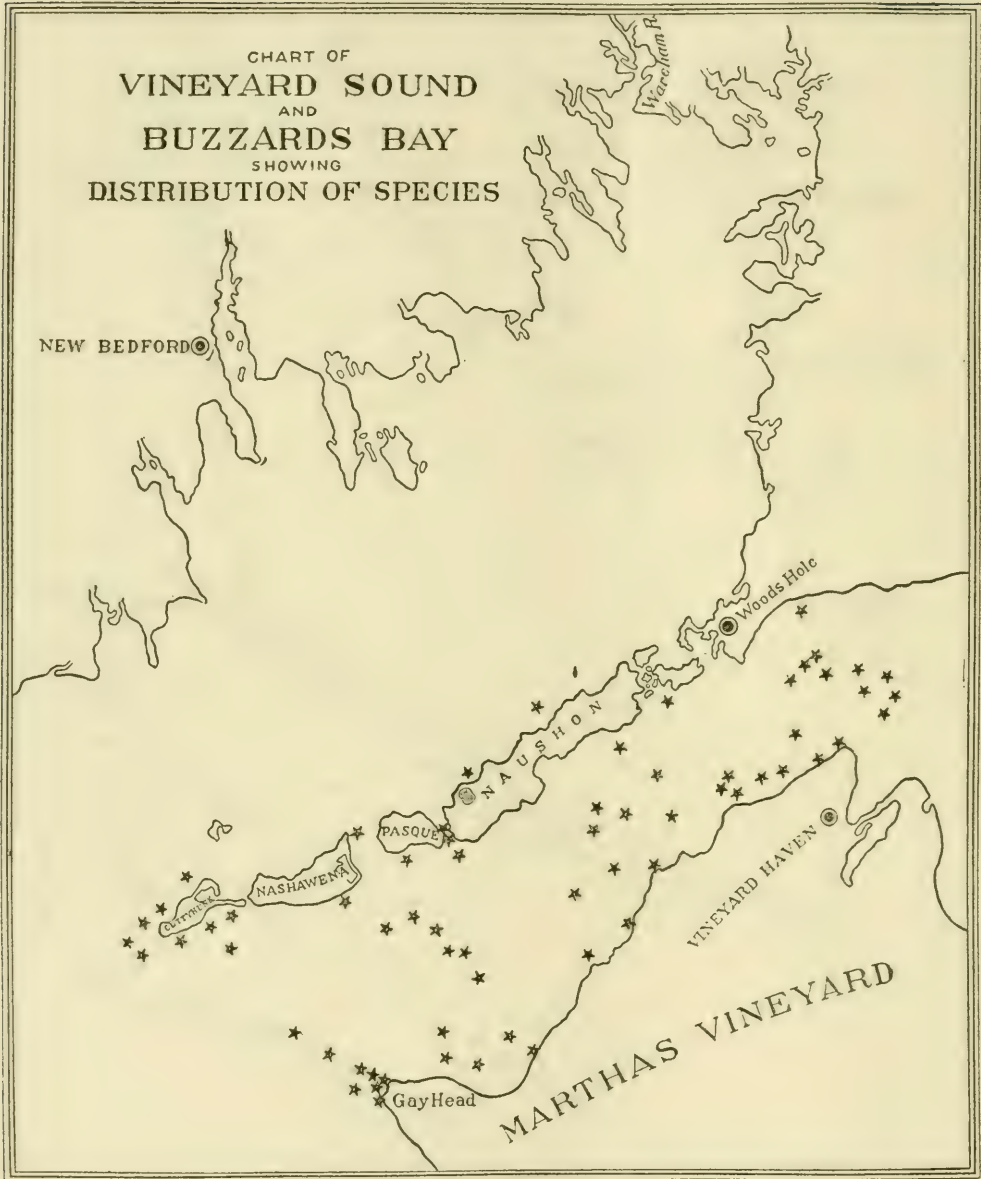 CHART OF
VINEYARD SOUND
AND
BUZZARDS BAY
SHOWING
DISTRIBUTION OF SPECIES
Wareham R.
NEW BEDFORD
Woods Hole
NAUSHON
PASQUE
NASHAWENA
CUTTYHUNK
VINEYARD HAVEN
MARTHAS VINEYARD
Gay Head